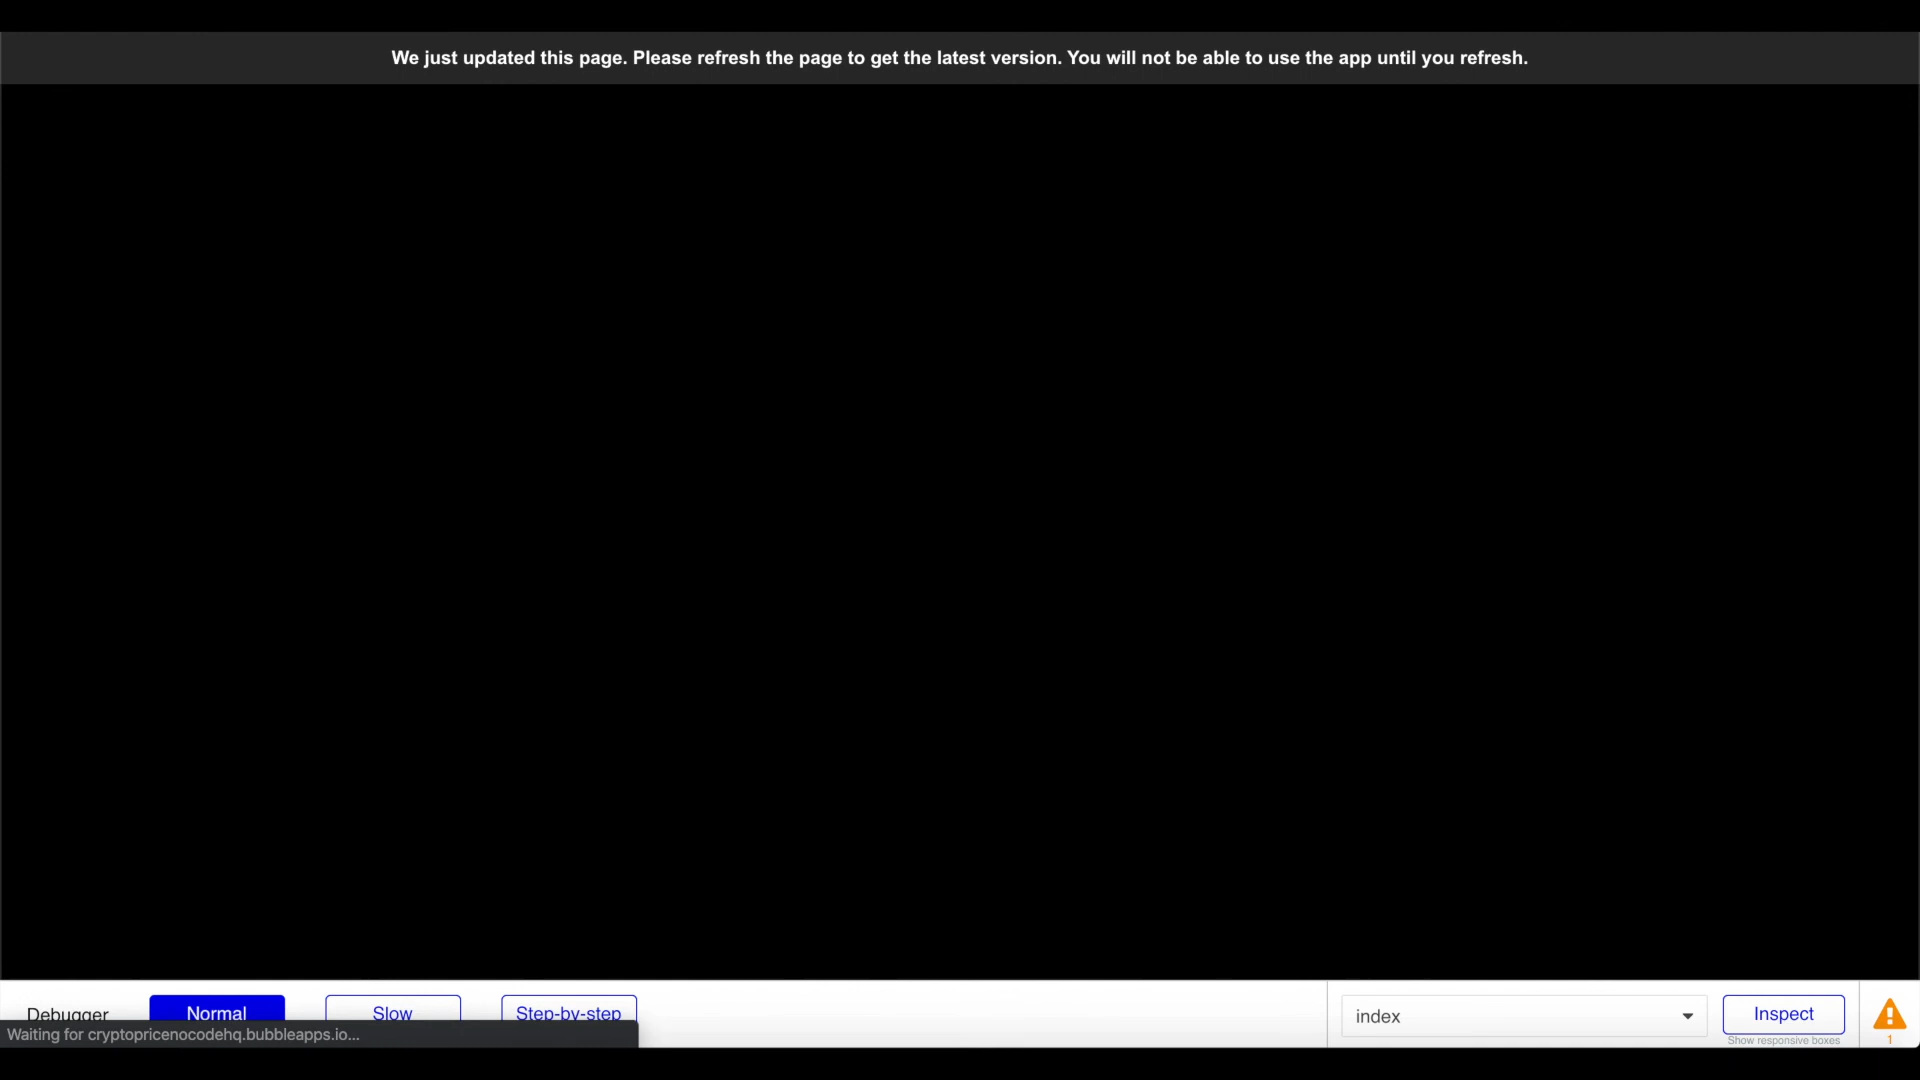 We just updated this page. Please refresh the page to get the latest version. You will not be able to use the app until you refresh.
Debugger
Normal
Slow
Step-by-step
index
Inspect
Show responsive boxes
1
Waiting for cryptopricenocodehq.bubbleapps.io...